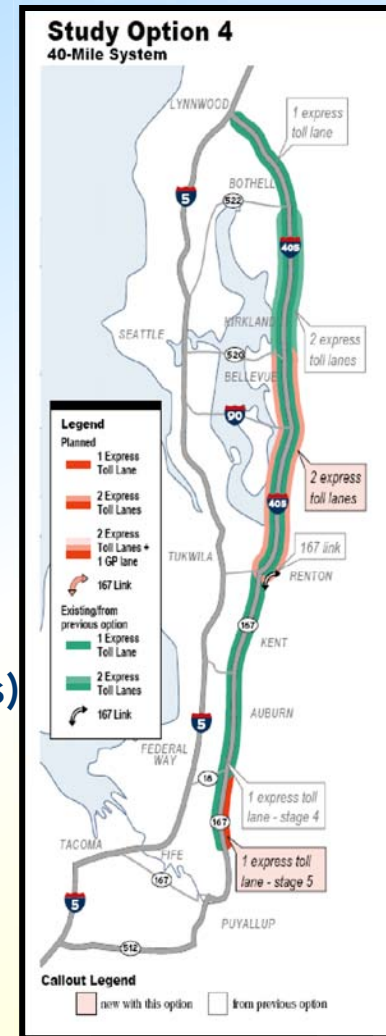 Study Option 4
40-Mile System
LYNNWOOD
1 express
toll lane
BOTHELL
5
522
405
KIRKLAND
2 express
toll lanes
SEATTLE
520
BELLEVUE
90
2 express
toll lanes
405
Legend
Planned
1 Express
Toll Lane
2 Express
Toll Lanes
2 Express
Toll Lanes +
1 GP lane
167 Link
Existing/from
previous option
1 Express
Toll Lane
2 Express
Toll Lanes
167 Link
TUKWILA
167 link
RENTON
167
KENT
s)
5
AUBURN
FEDERAL
WAY
18
1 express toll
lane - stage 4
167
TACOMA
FIFE
167
1 express toll
lane - stage 5
5
PUYALLUP
512
Callout Legend
new with this option
from previous option